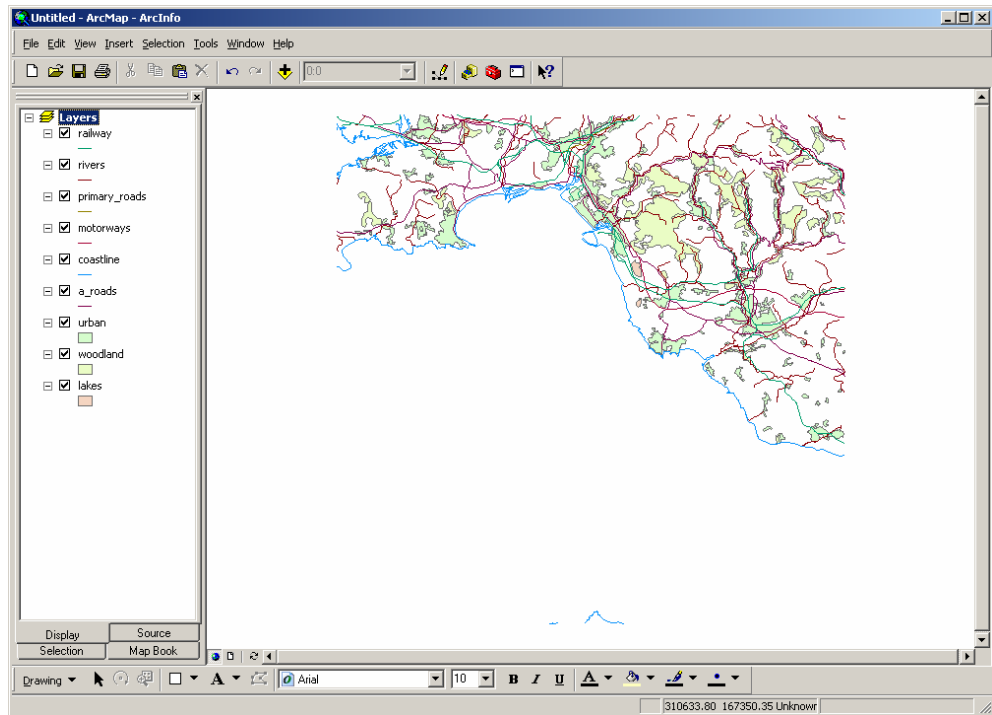 Untitled - ArcMap - ArcInfo
File Edit View Insert Selection Tools Window Help
0:0
Layers
railway
rivers
primary_roads
motorways
coastline
a_roads
urban
woodland
lakes
Display Source
Selection Map Book
Drawing A Arial 10 B I U A
310633.80 167350.35 Unknowr